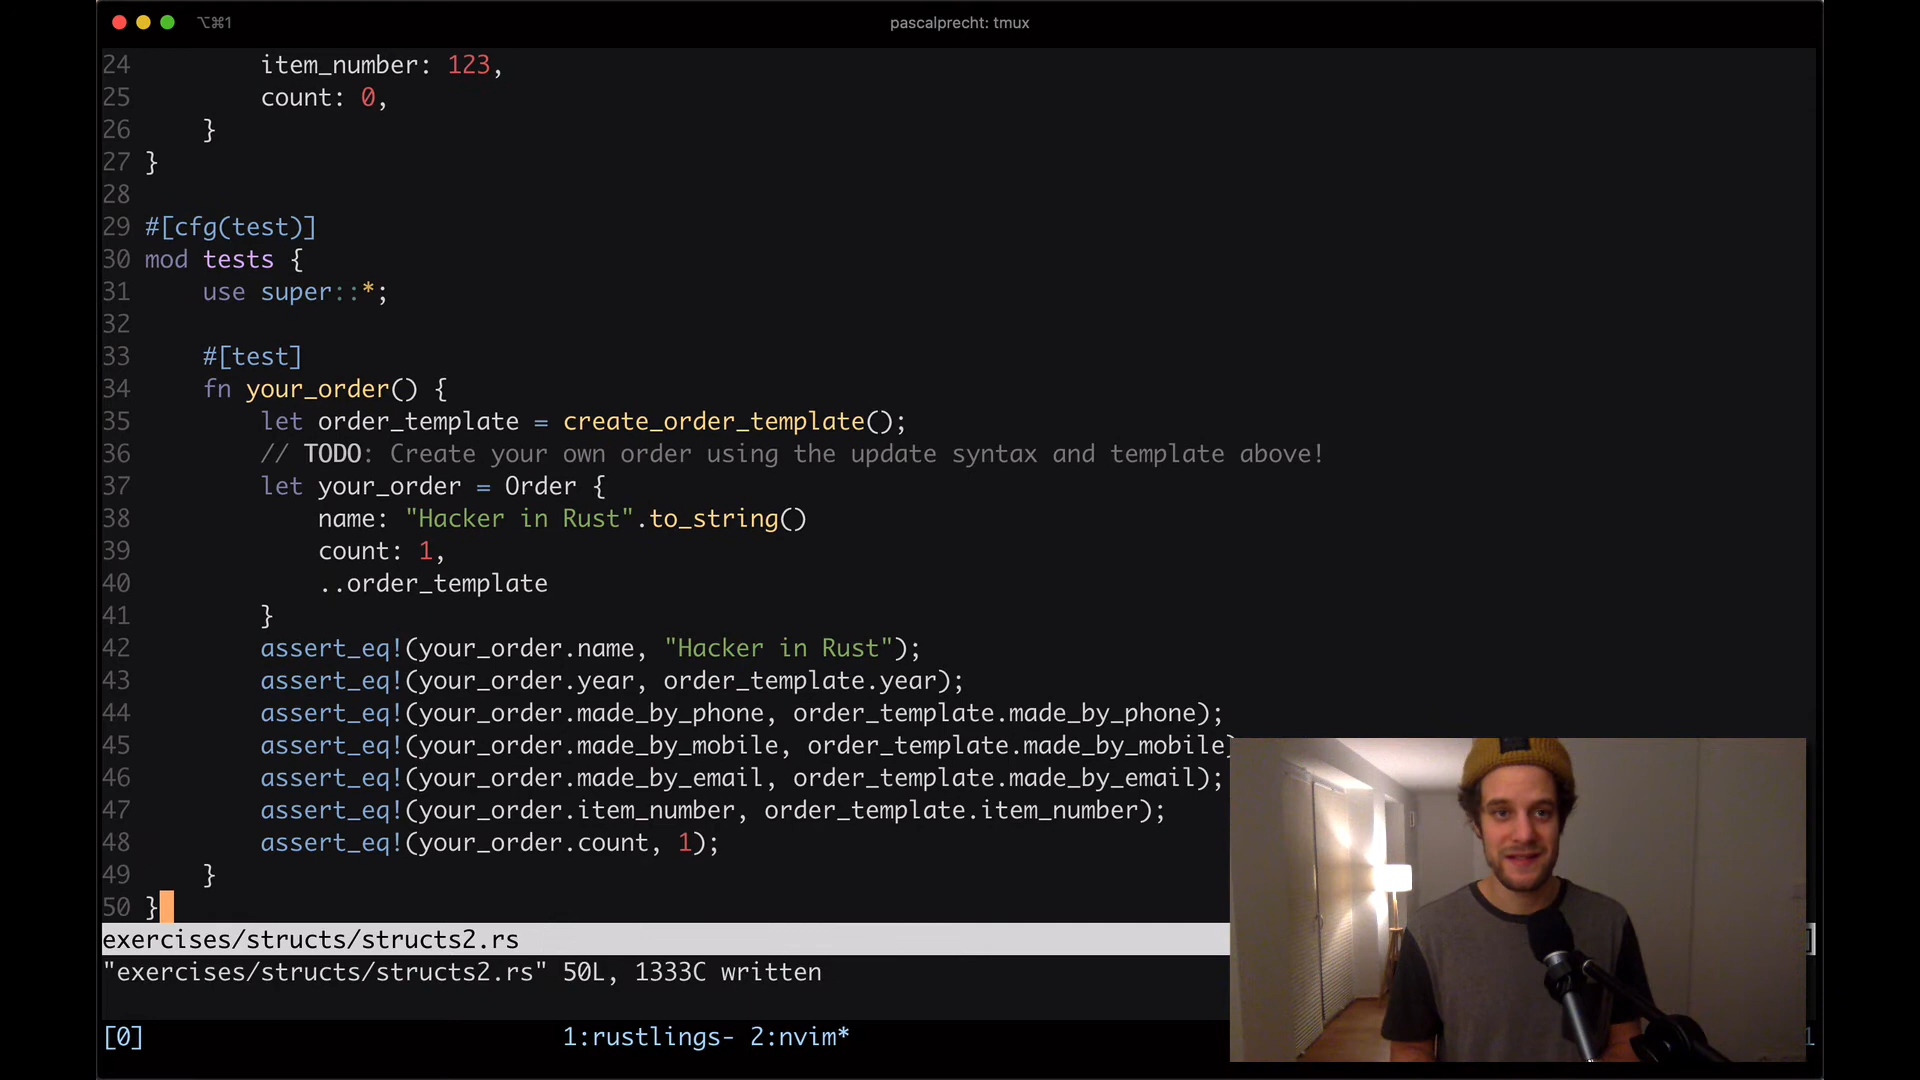 ⌥⌘1
pascalprecht: tmux
24 item_number: 123,
25 count: 0,
26 }
27 }
28
29 #[cfg(test)]
30 mod tests {
31 use super::*;
32
33 #[test]
34 fn your_order() {
35 let order_template = create_order_template();
36 // TODO: Create your own order using the update syntax and template above!
37 let your_order = Order {
38 name: "Hacker in Rust".to_string()
39 count: 1,
40 ..order_template
41 }
42 assert_eq!(your_order.name, "Hacker in Rust");
43 assert_eq!(your_order.year, order_template.year);
44 assert_eq!(your_order.made_by_phone, order_template.made_by_phone);
45 assert_eq!(your_order.made_by_mobile, order_template.made_by_mobile)
46 assert_eq!(your_order.made_by_email, order_template.made_by_email);
47 assert_eq!(your_order.item_number, order_template.item_number);
48 assert_eq!(your_order.count, 1);
49 }
50 }
exercises/structs/structs2.rs
"exercises/structs/structs2.rs" 50L, 1333C written
[0] 1:rustlings- 2:nvim*